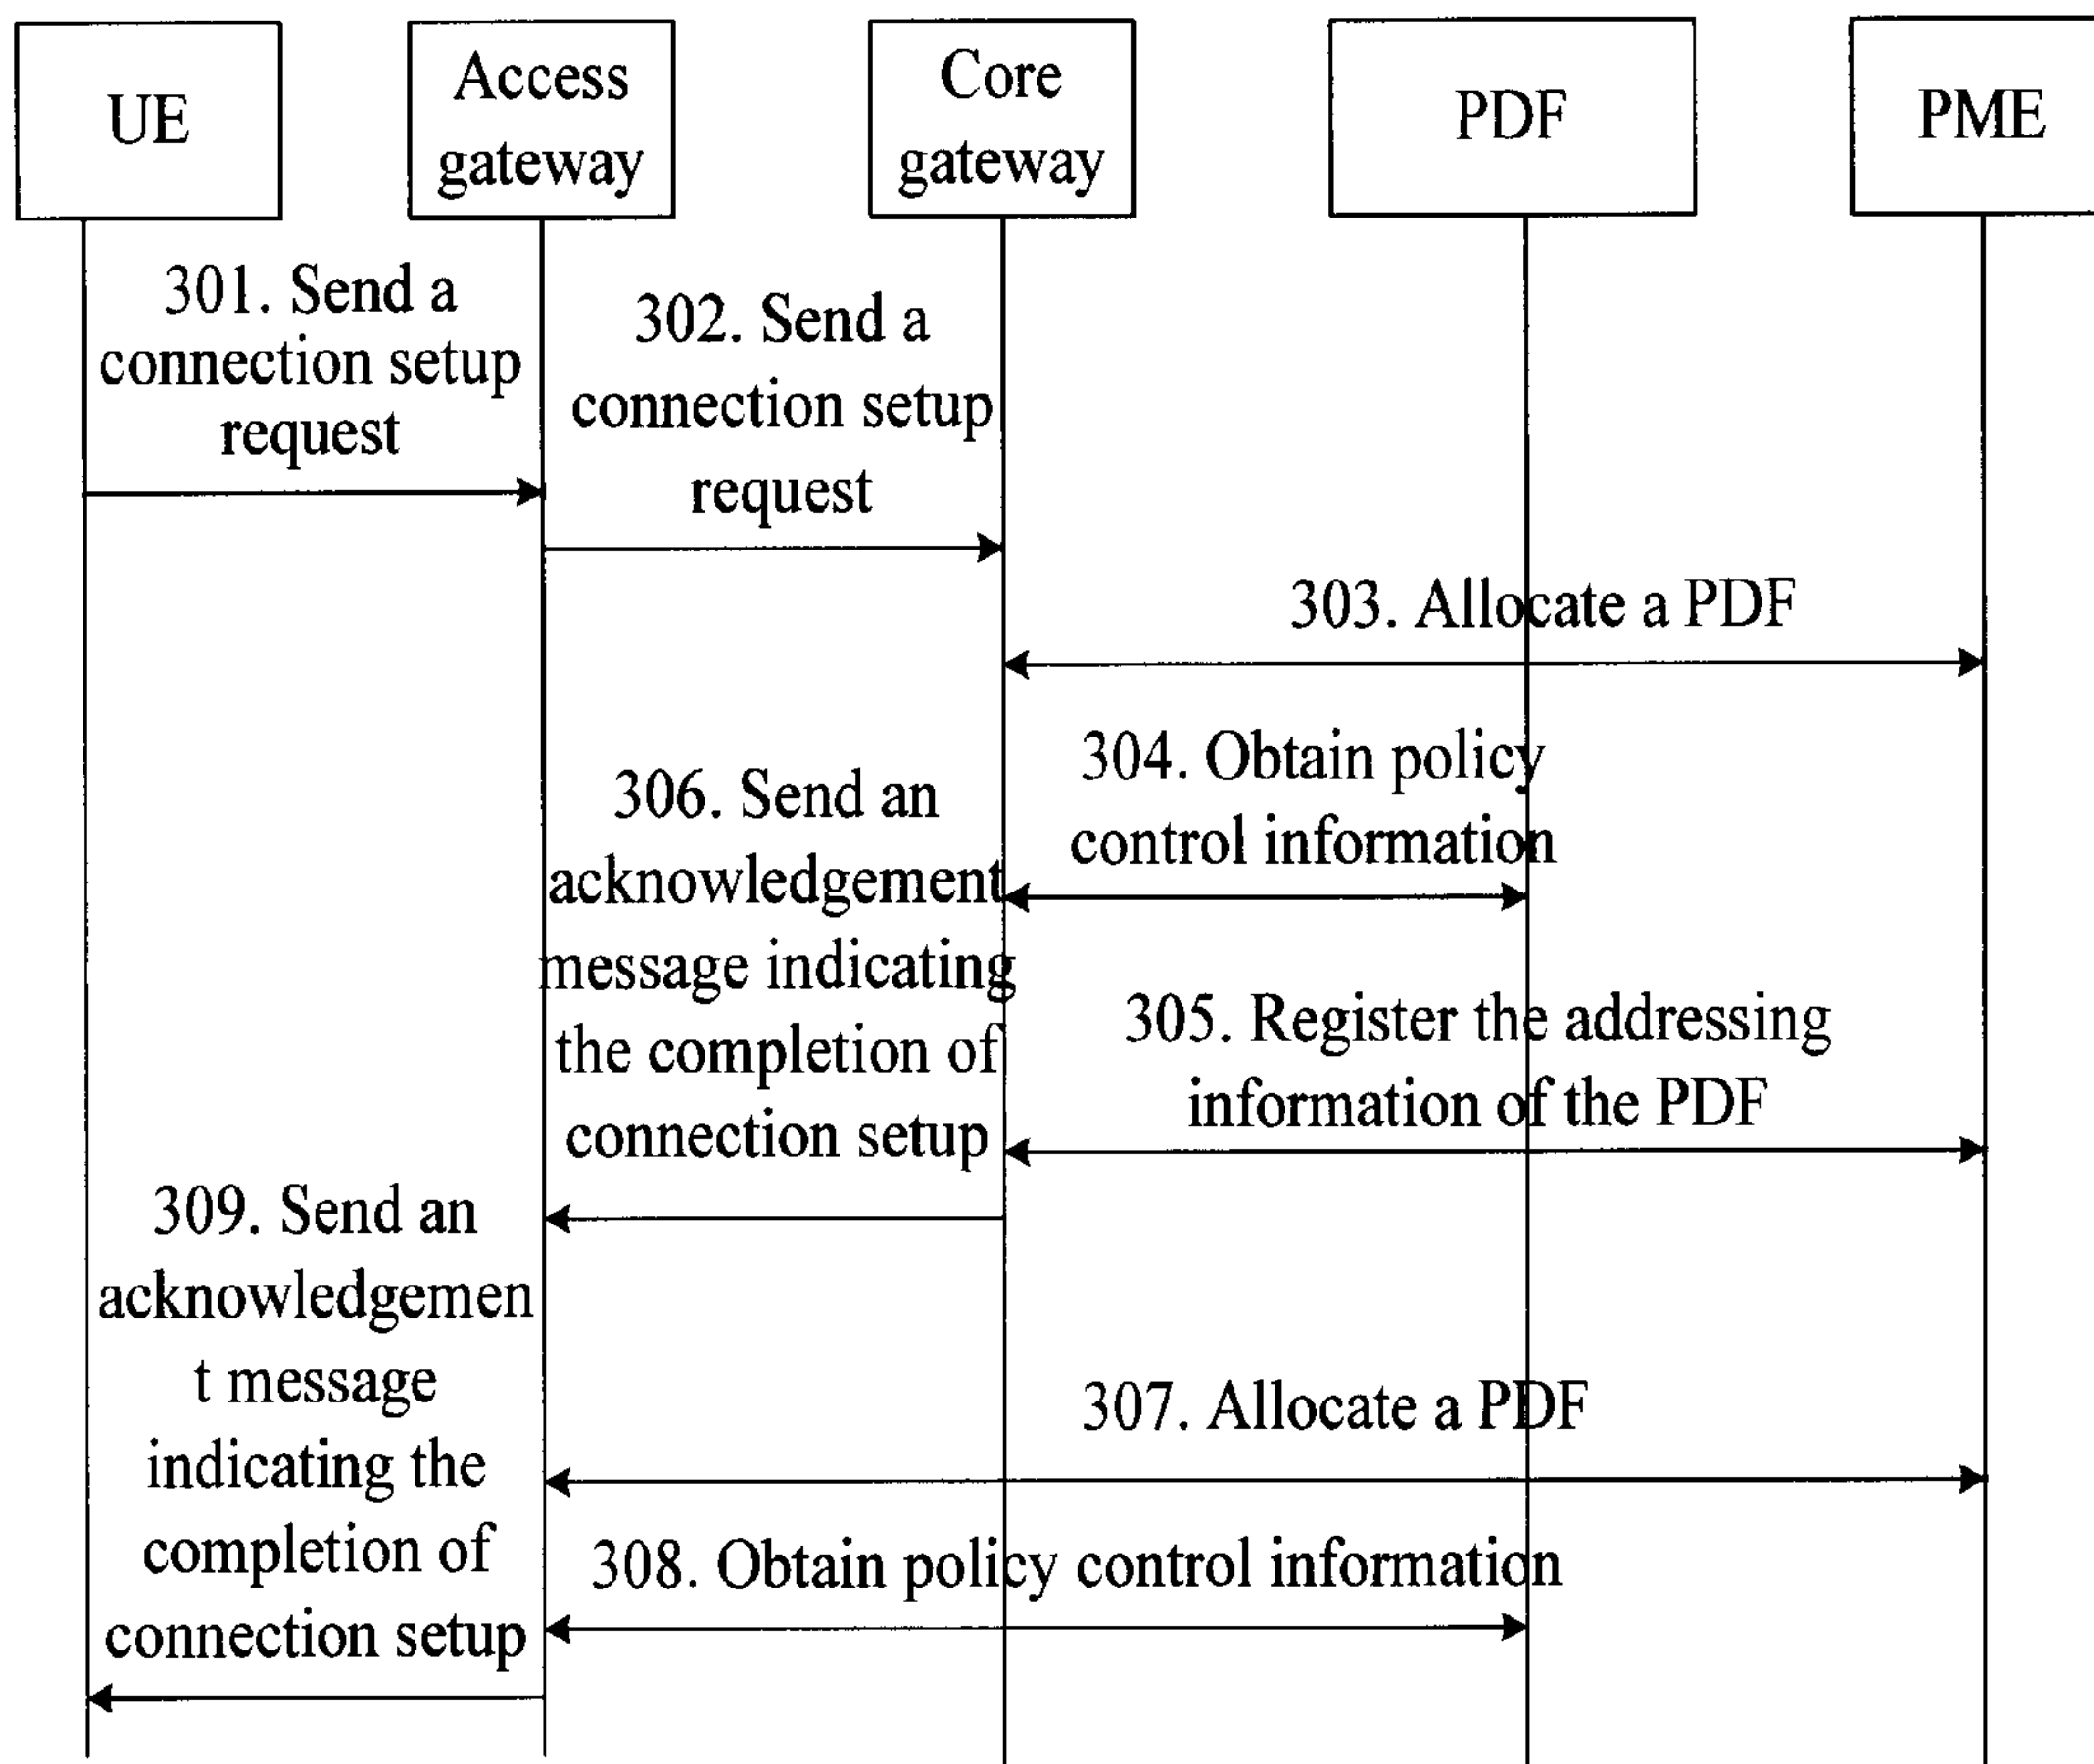 UE
Access
gateway
Core
gateway
PDF
PME
301. Send a
connection setup
request
302. Send a
connection setup
request
303. Allocate a PDF
304. Obtain policy
control information
306. Send an
acknowledgement
message indicating
the completion of
connection setup
305. Register the addressing
information of the PDF
309. Send an
acknowledgemen
t message
indicating the
completion of
connection setup
307. Allocate a PDF
308. Obtain policy control information